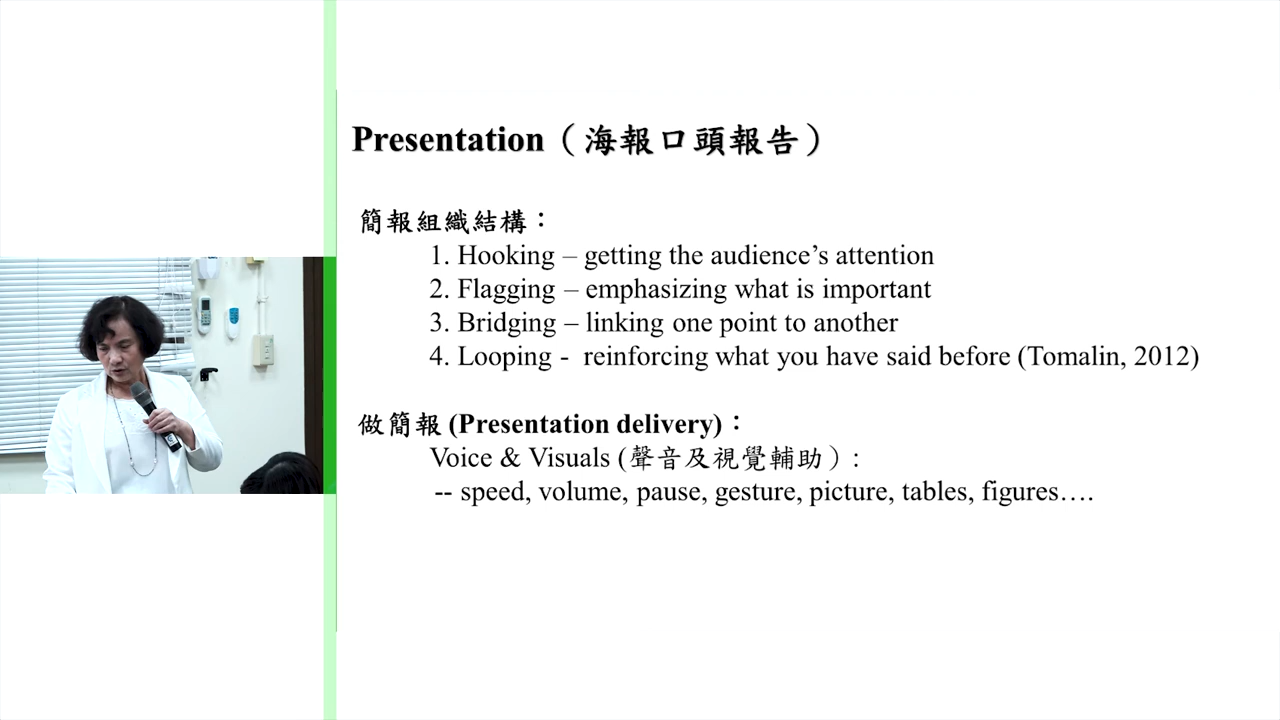 Presentation（海報口頭報告）
簡報組織結構：
1. Hooking – getting the audience’s attention
2. Flagging – emphasizing what is important
3. Bridging – linking one point to another
4. Looping - reinforcing what you have said before (Tomalin, 2012)
做簡報 (Presentation delivery)：
Voice & Visuals (聲音及視覺輔助）:
-- speed, volume, pause, gesture, picture, tables, figures….